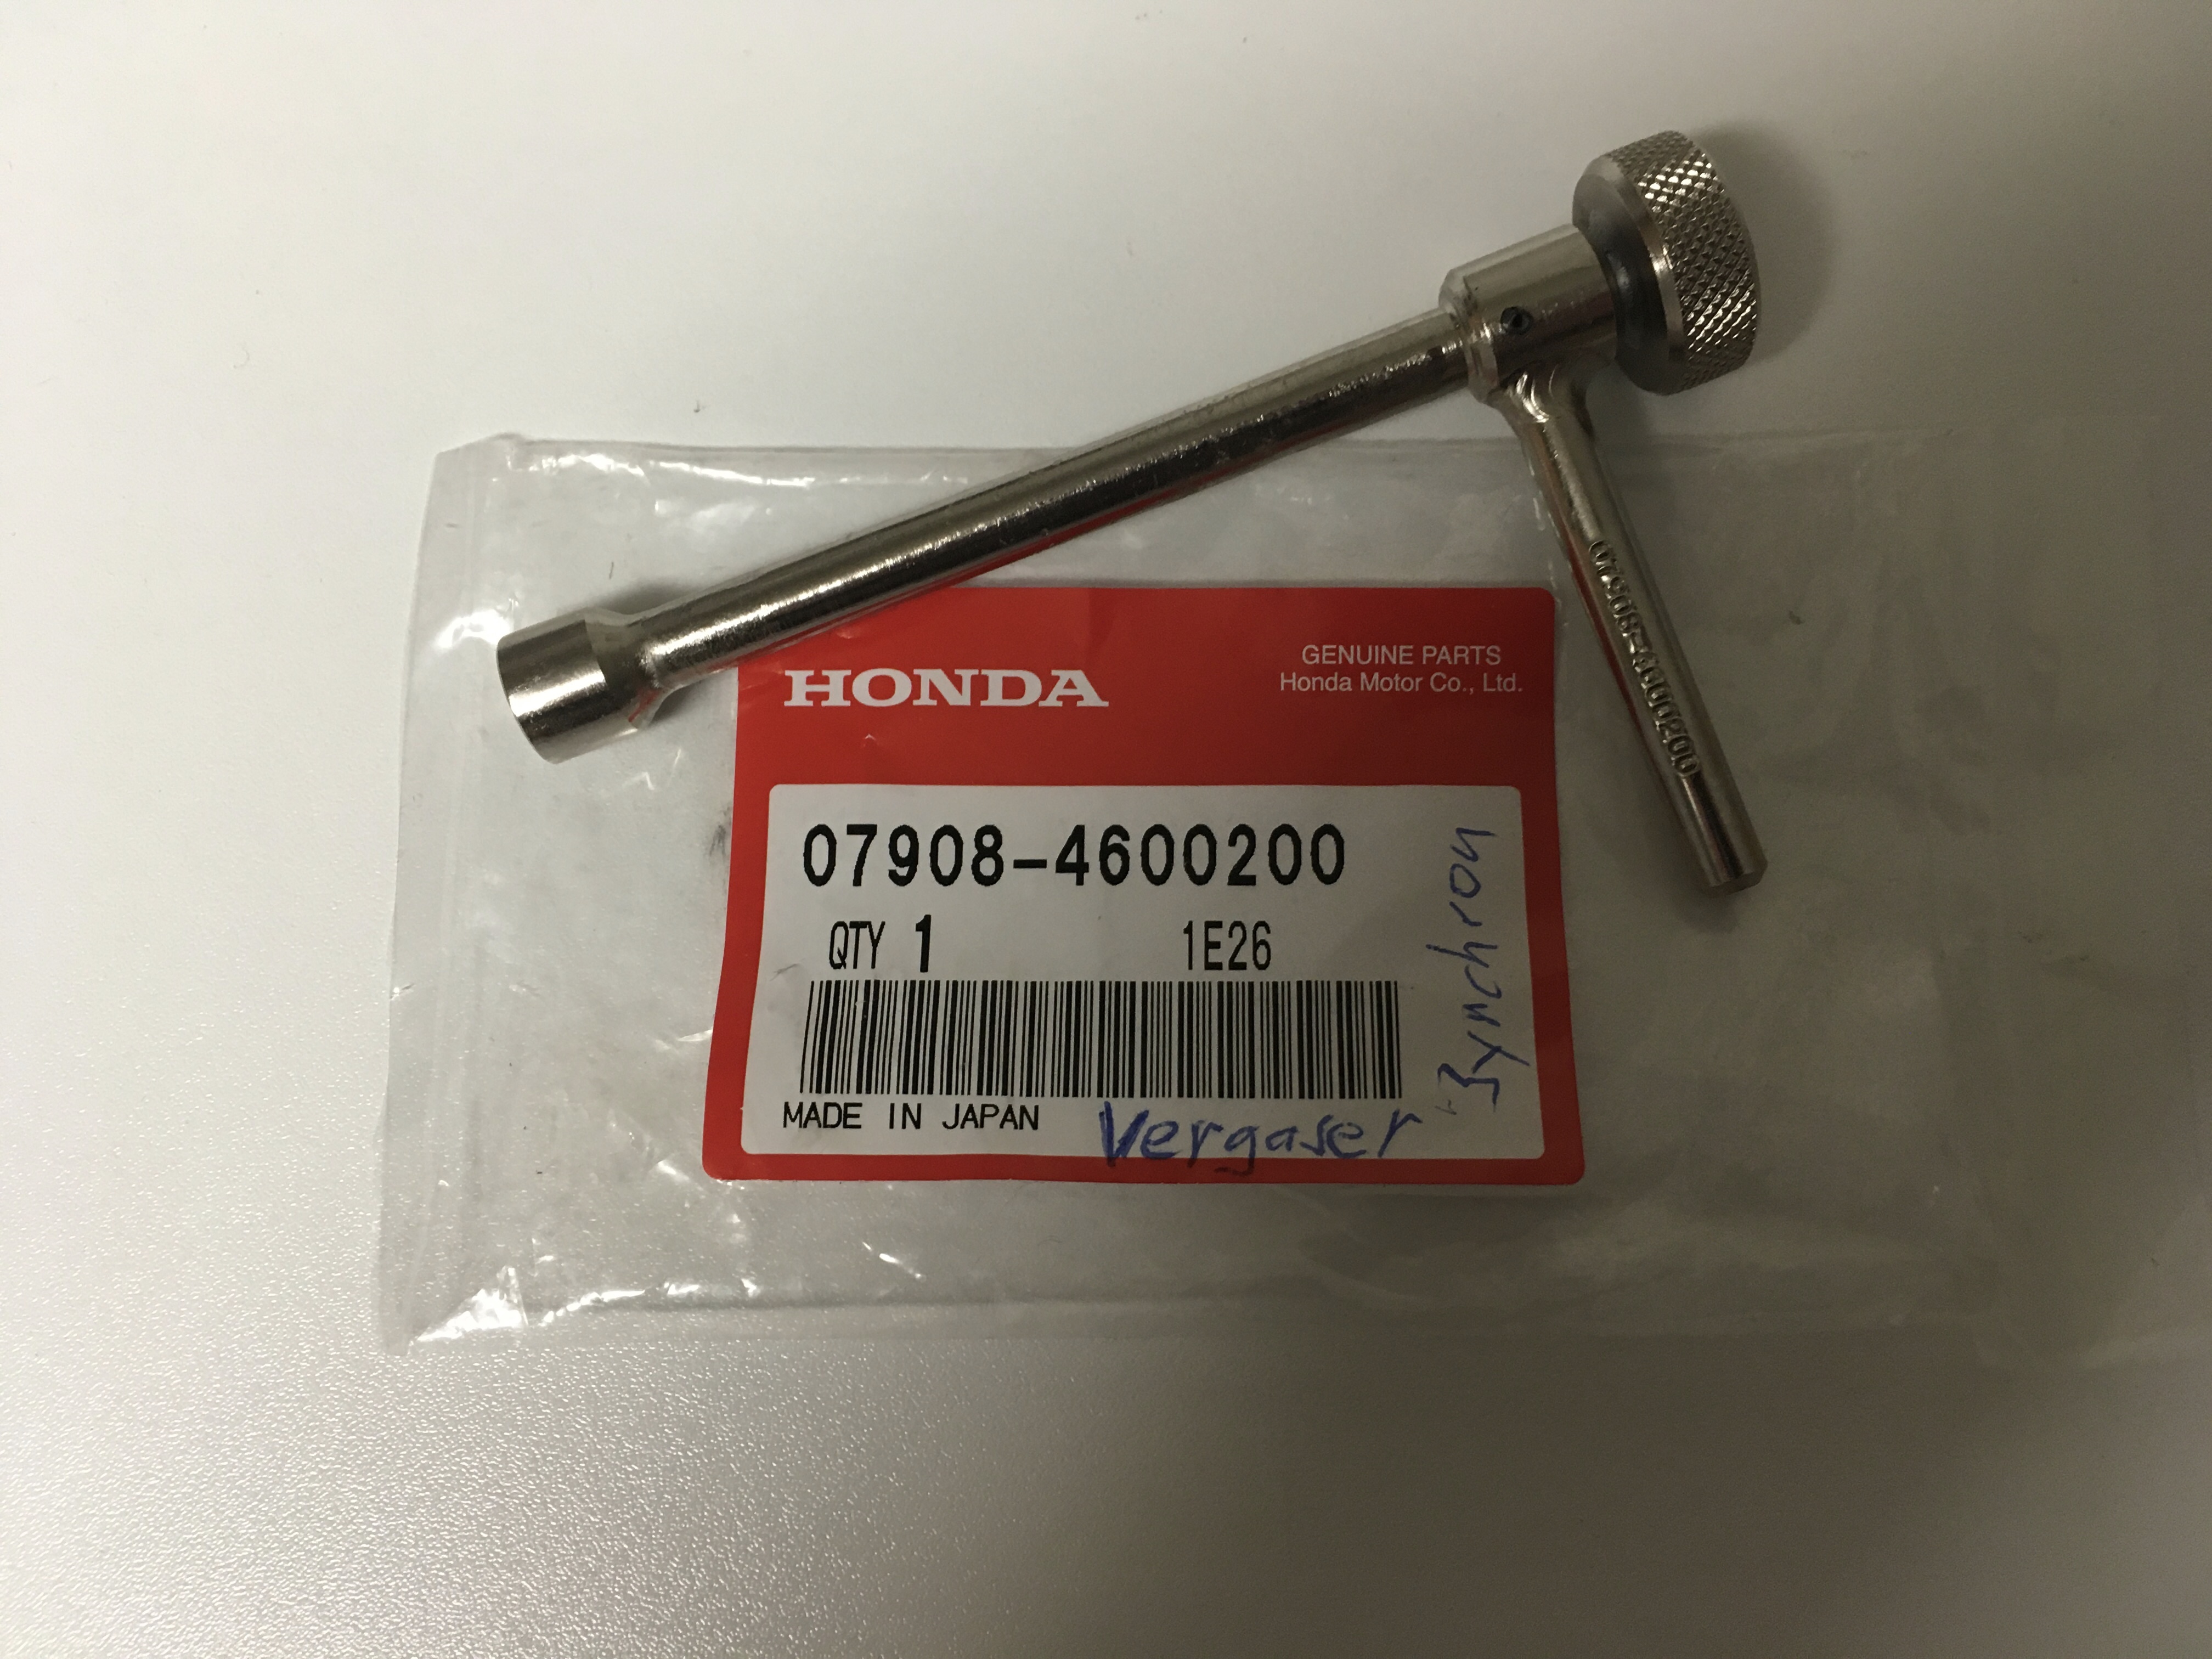 07908-4600200
HONDA
GENUINE PARTS
Honda Motor Co., Ltd.
07908-4600200
QTY 1 1E26
MADE IN JAPAN
Vergaser
Synchron